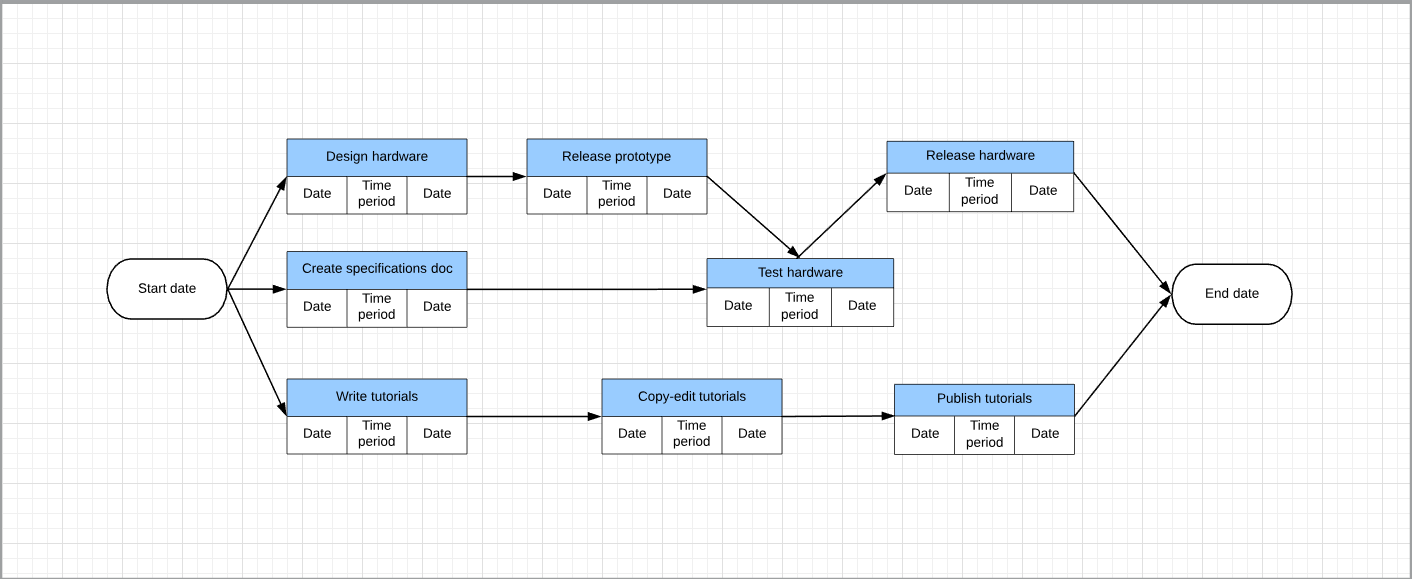 Design hardware
Date Time period Date
Release prototype
Date Time period Date
Release hardware
Date Time period Date
Start date
Create specifications doc
Date Time period Date
Test hardware
Date Time period Date
End date
Write tutorials
Date Time period Date
Copy-edit tutorials
Date Time period Date
Publish tutorials
Date Time period Date